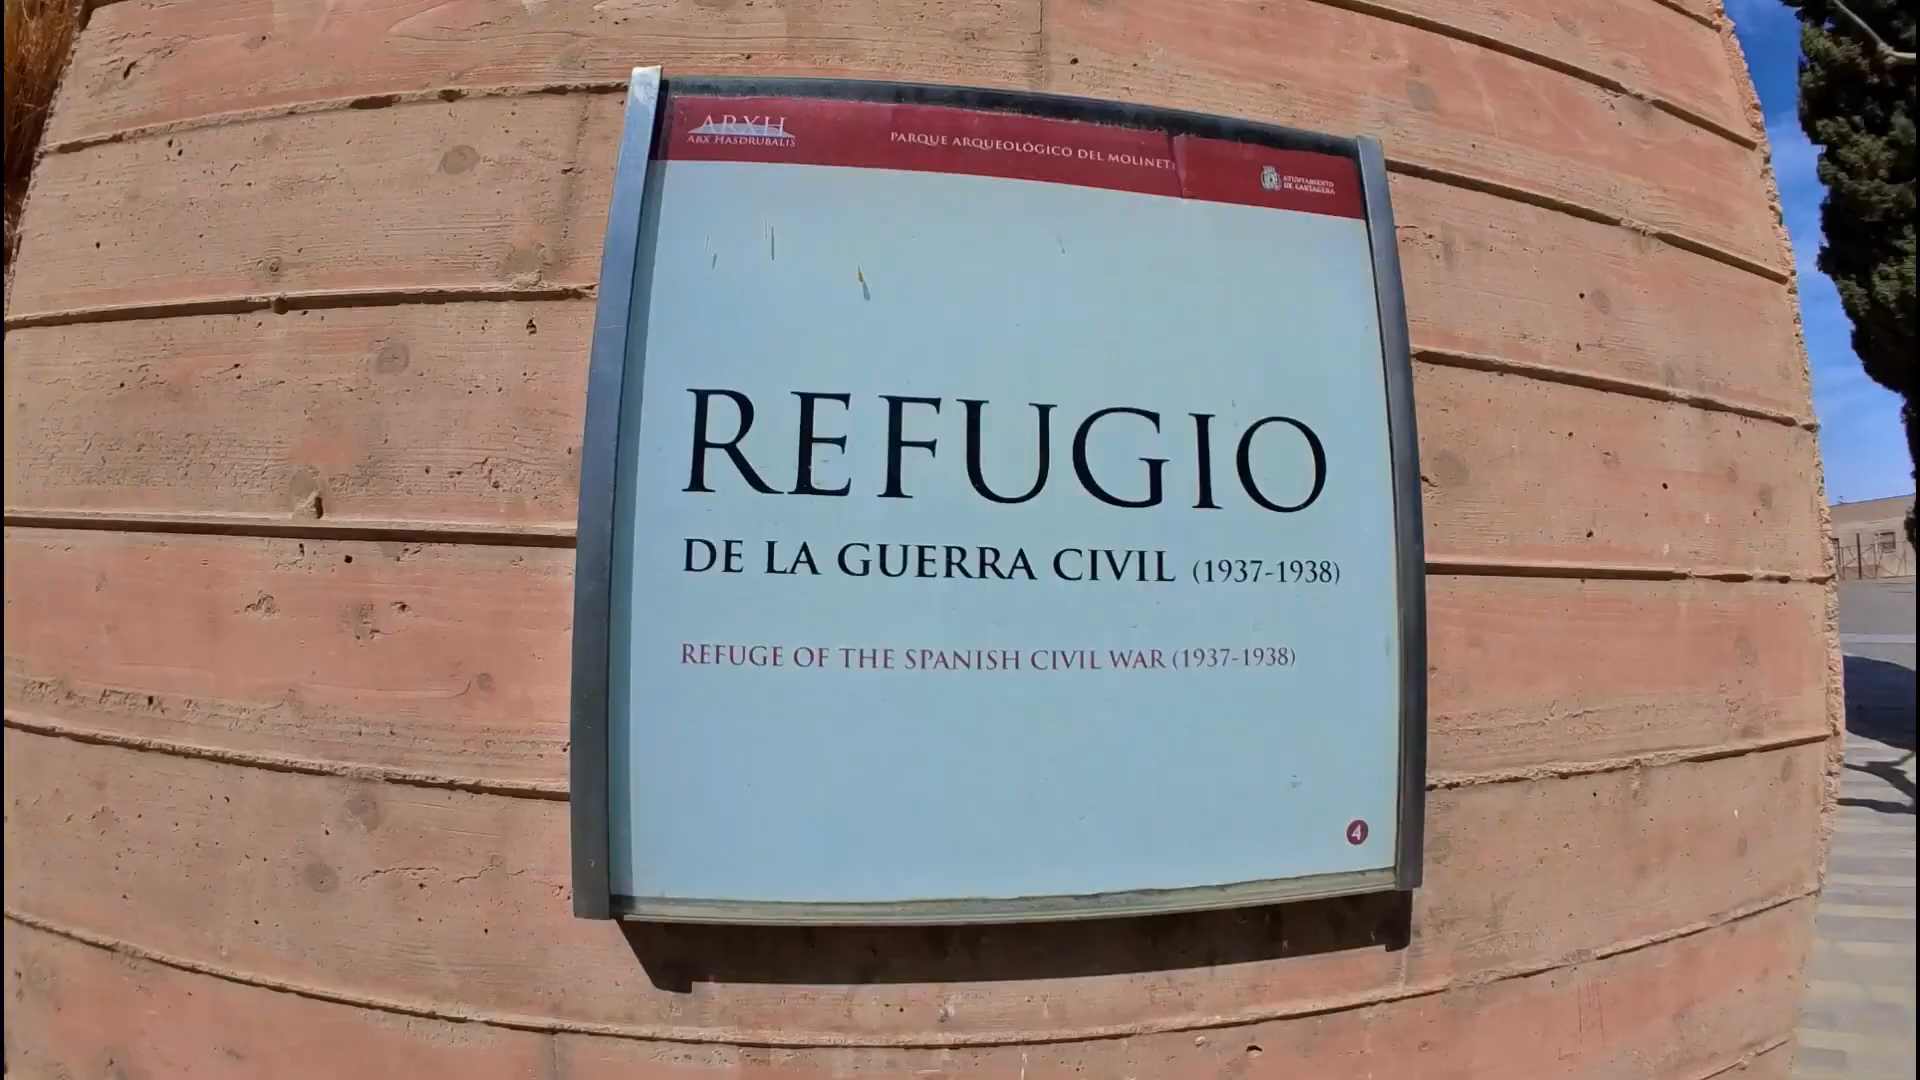 ARXH
ARX HASDRUBALIS
PARQUE ARQUEOLÓGICO DEL MOLINET
AYUNTAMIENTO
DE CARTAGENA
REFUGIO
DE LA GUERRA CIVIL (1937-1938)
REFUGE OF THE SPANISH CIVIL WAR (1937-1938)
4